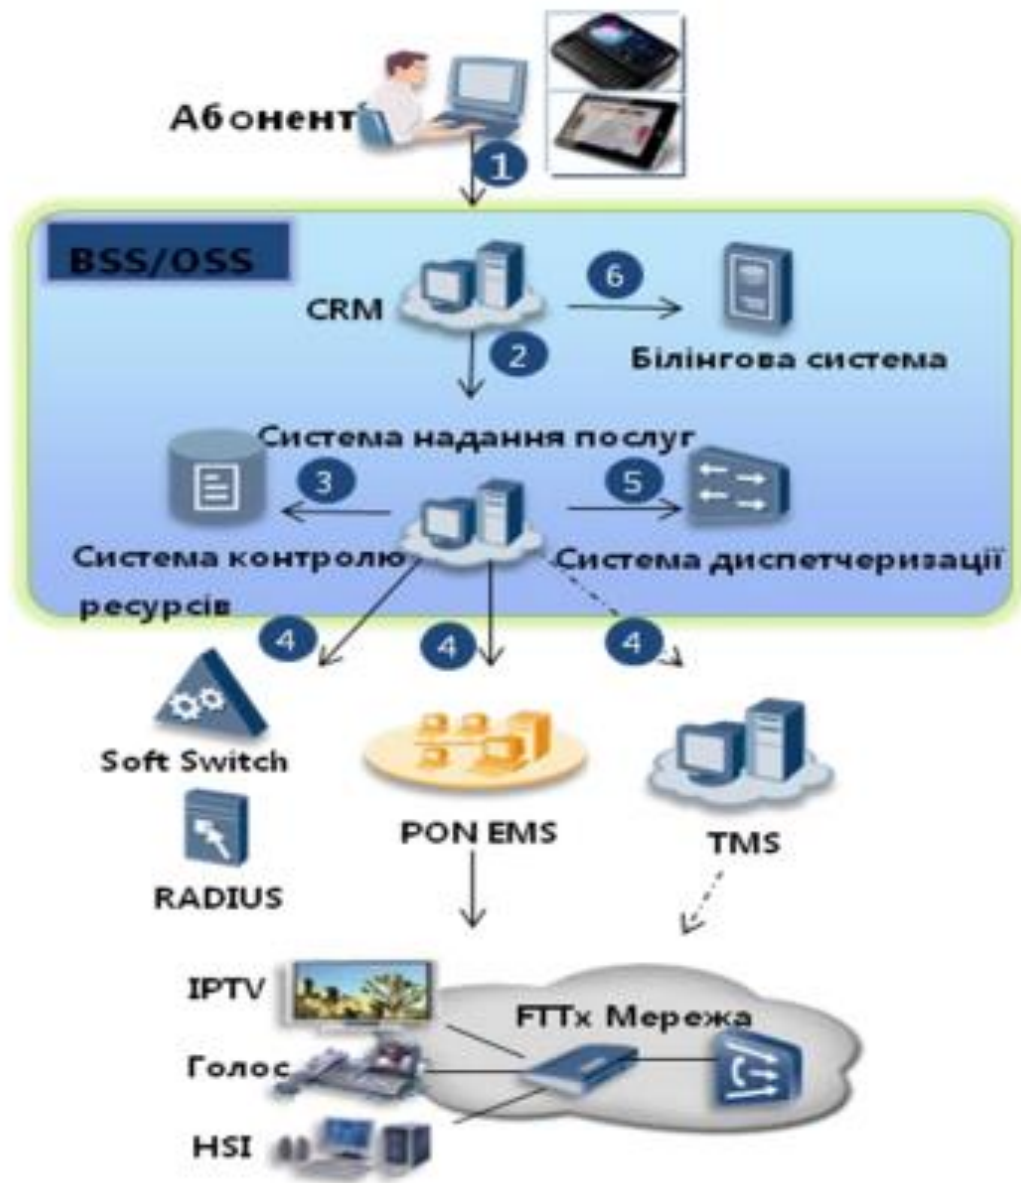 Абонент
1
BSS/OSS
CRM
6
2
Білінгова система
Система надання послуг
3
5
Система контролю
ресурсів
Система диспетчеризації
4
4
4
Soft Switch
PON EMS
TMS
RADIUS
IPTV
FTTx Мережа
Голос
HSI